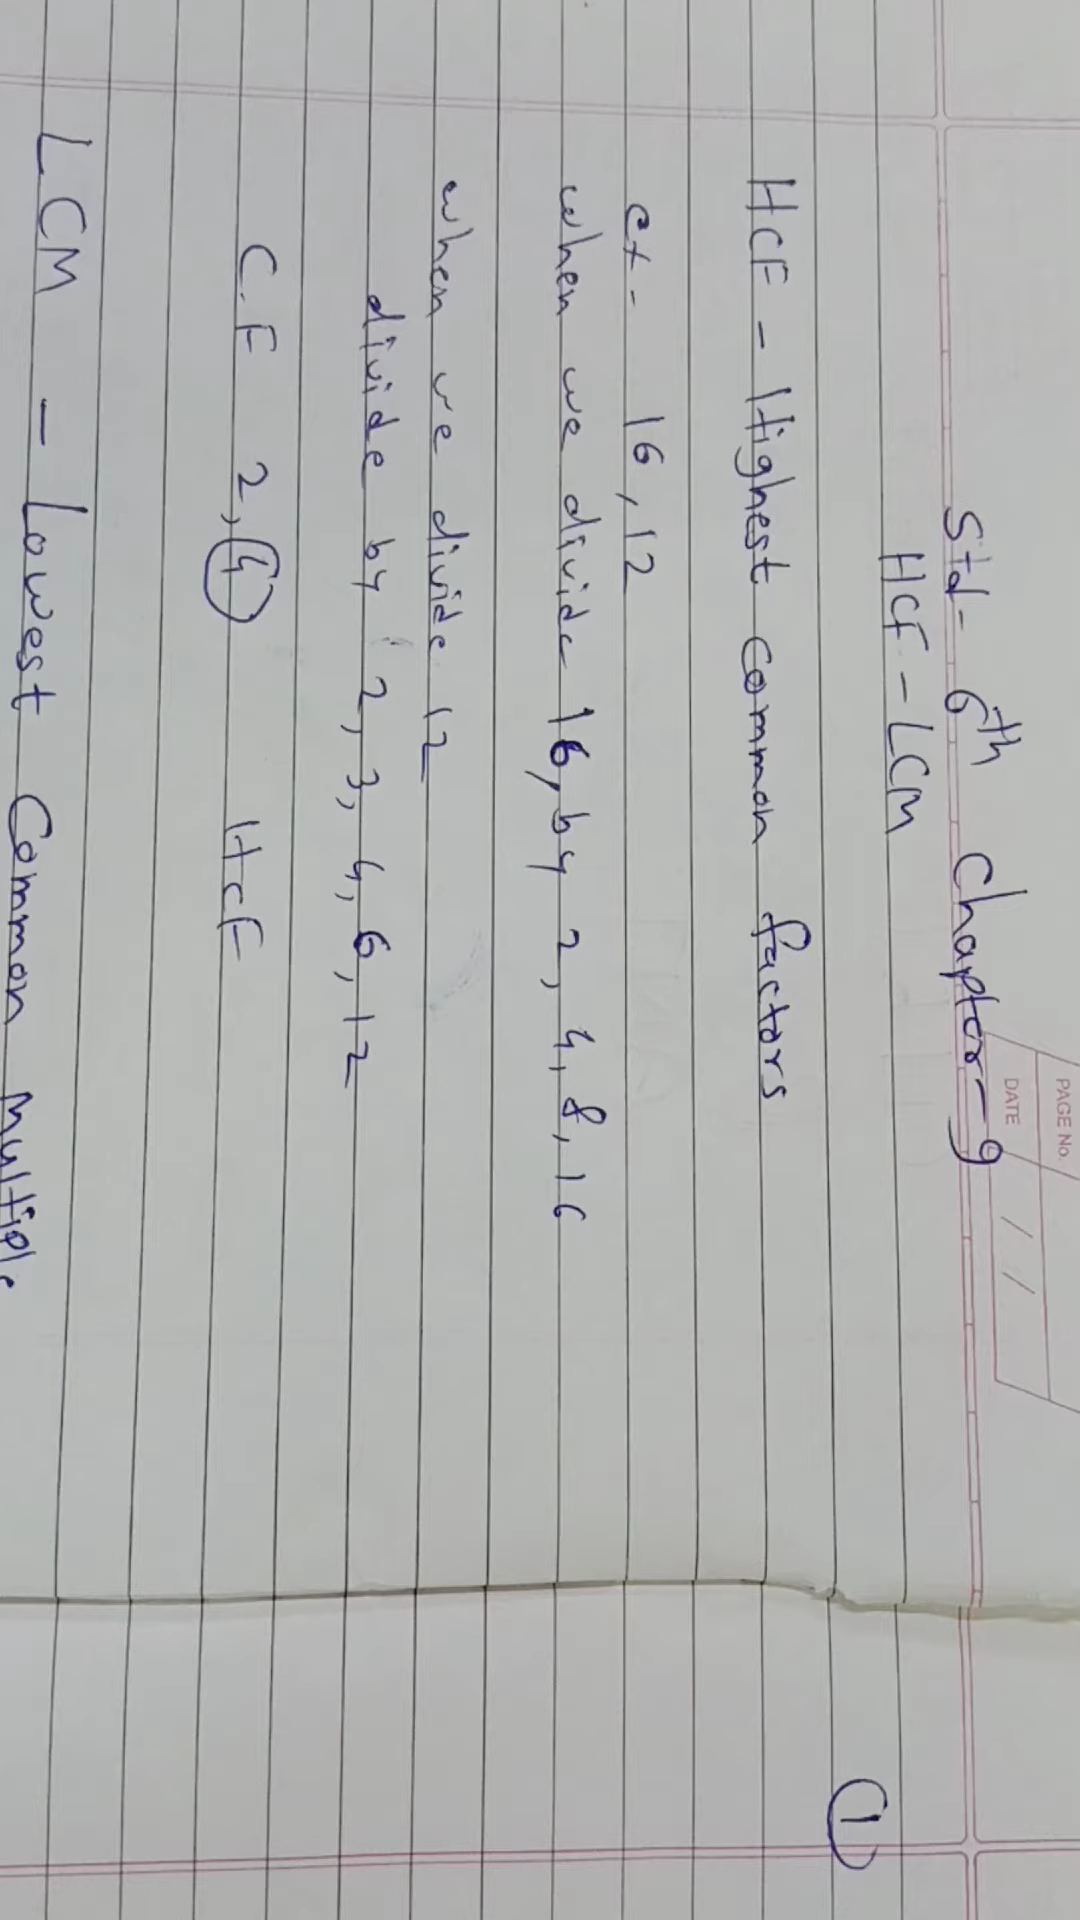 PAGE No.
DATE / /
Std- 6th Chapter-9
HCF-LCM
①
HCF - Highest Common factors
ex- 16,12
when we divide 16, by 2, 4, 8, 16
when we divide 12
divide by 2, 3, 4, 6, 12
C.F 2, 4 HCF
LCM - Lowest Common Multiple